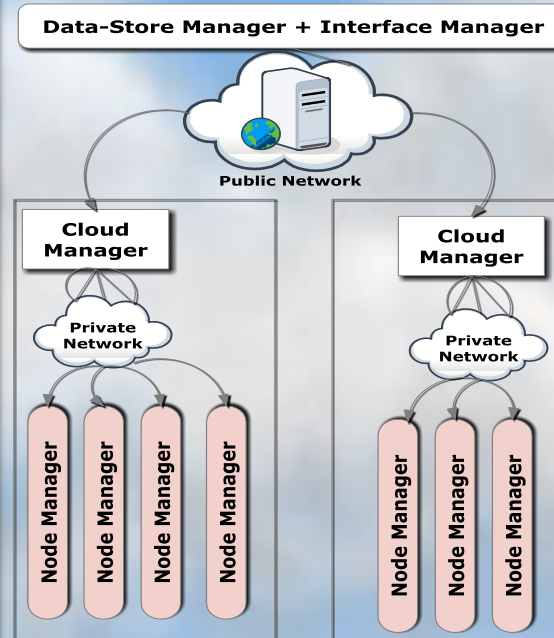 Data-Store Manager + Interface Manager
Public Network
Cloud
Manager
Cloud
Manager
Private
Network
Private
Network
Node Manager
Node Manager
Node Manager
Node Manager
Node Manager
Node Manager
Node Manager